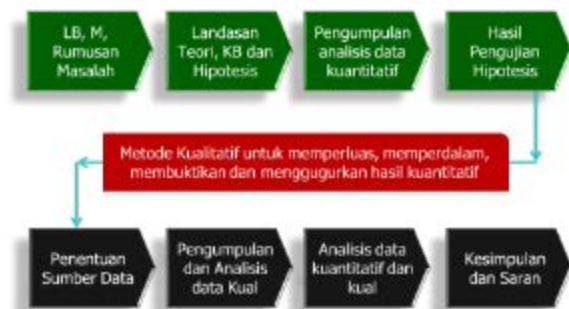 LB, M,
Rumusan
Masalah
Landasan
Teori, KB dan
Hipotesis
Pengumpulan
analisis data
kuantitatif
Hasil
Pengujian
Hipotesis
Metode Kualitatif untuk memperluas, memperdalam,
membuktikan dan menggugurkan hasil kuantitatif
Penentuan
Sumber Data
Pengumpulan
dan Analisis
data Kual
Analisis data
kuantitatif dan
kual
Kesimpulan
dan Saran